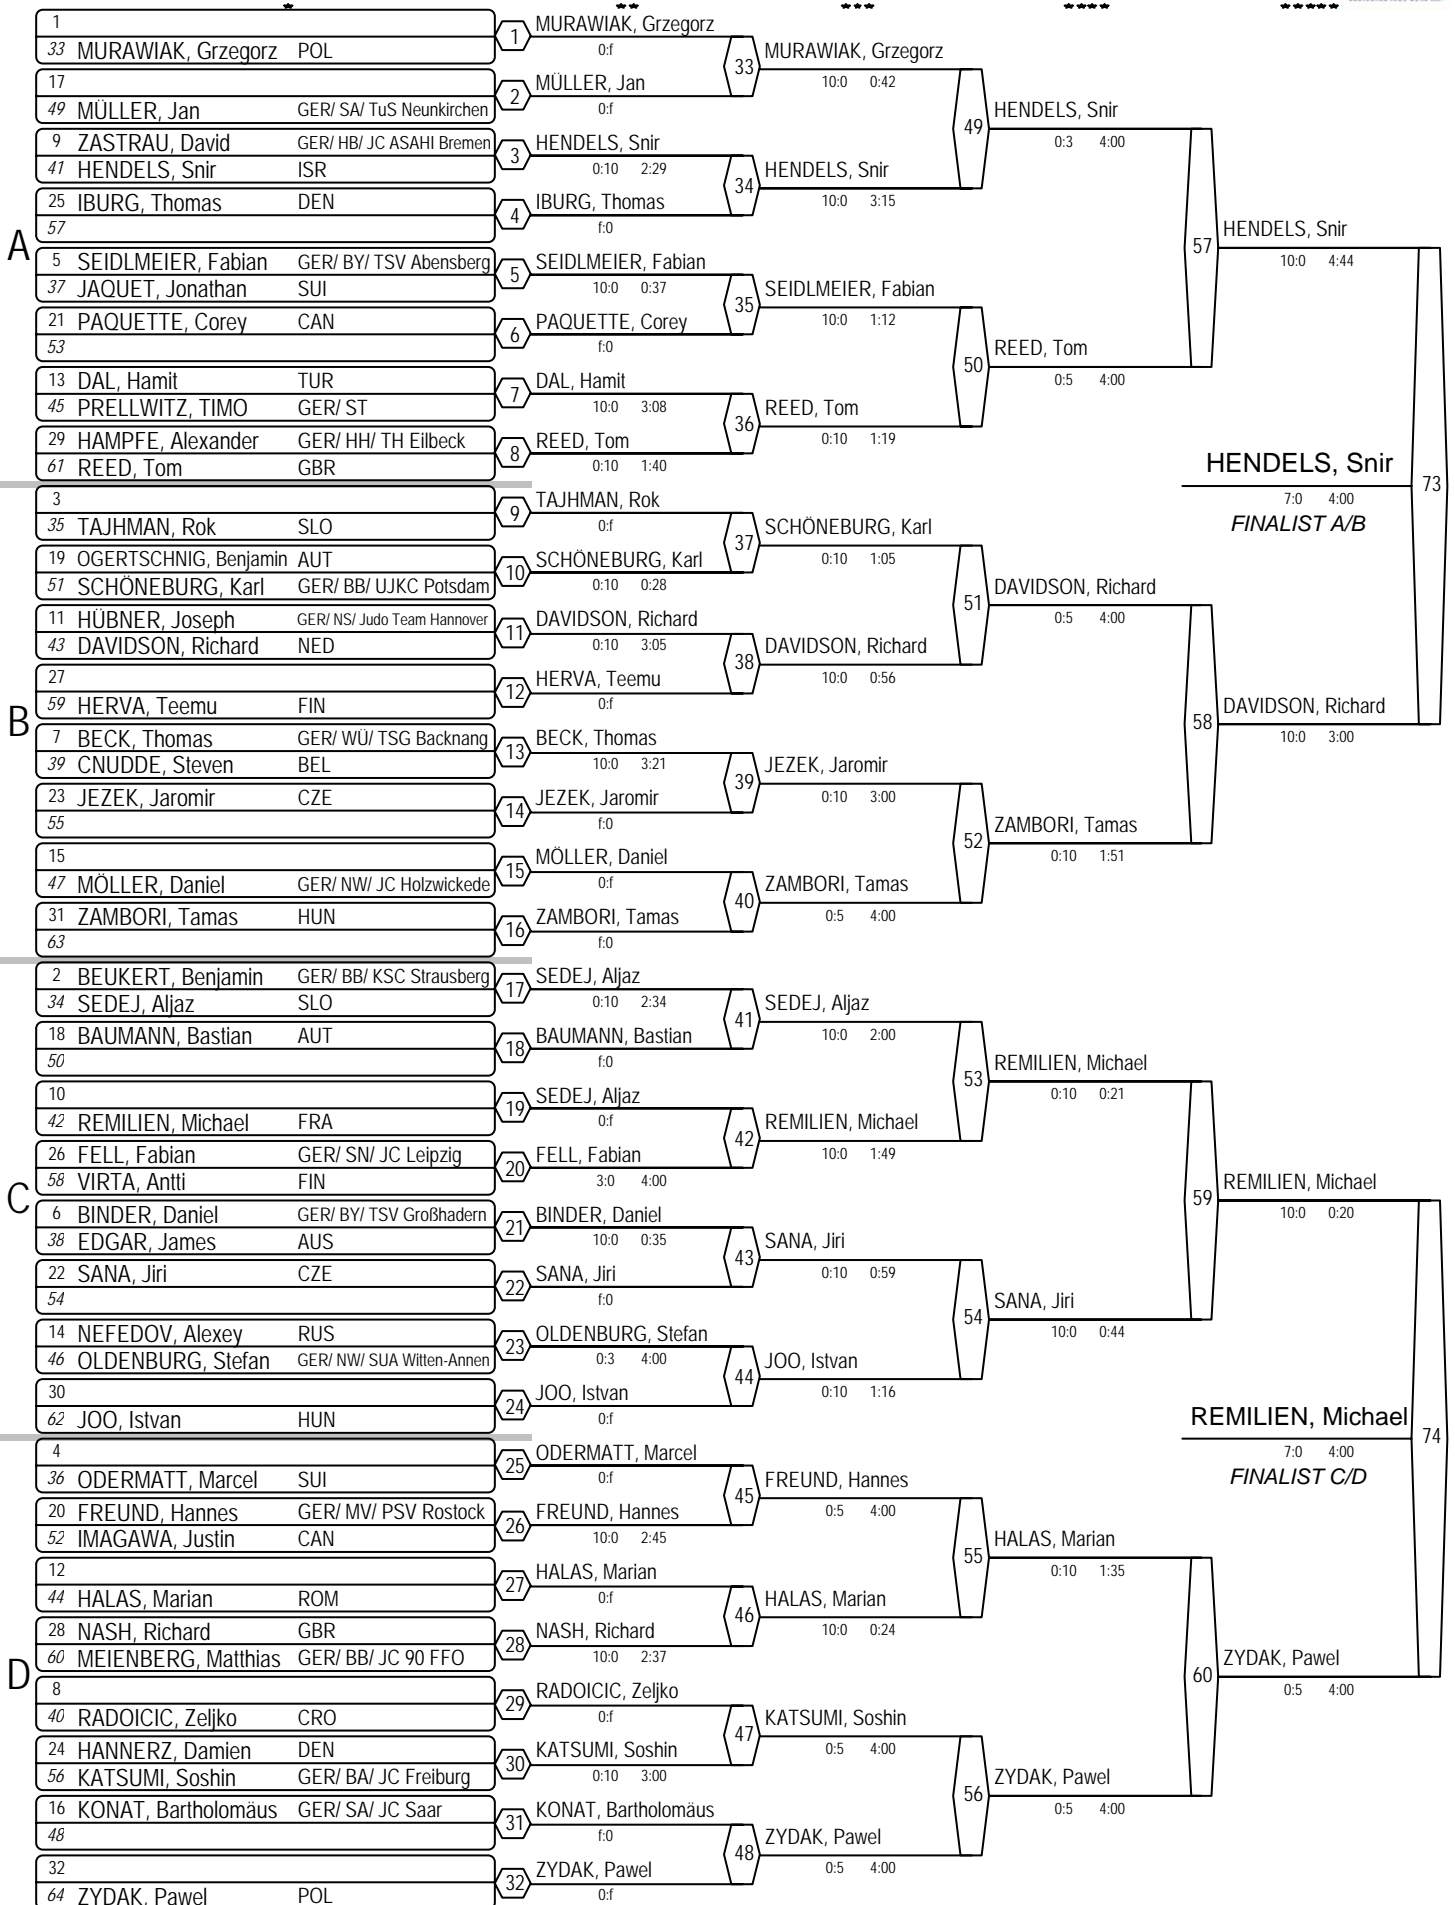 * ** *** **** *****
1
33 MURAWIAK, Grzegorz POL
1 MURAWIAK, Grzegorz
0:f
17
49 MÜLLER, Jan GER/ SA/ TuS Neunkirchen
2 MÜLLER, Jan
0:f
33 MURAWIAK, Grzegorz
10:0 0:42
9 ZASTRAU, David GER/ HB/ JC ASAHI Bremen
41 HENDELS, Snir ISR
3 HENDELS, Snir
0:10 2:29
25 IBURG, Thomas DEN
57
4 IBURG, Thomas
f:0
34 HENDELS, Snir
10:0 3:15
49 HENDELS, Snir
0:3 4:00
A
5 SEIDLMEIER, Fabian GER/ BY/ TSV Abensberg
37 JAQUET, Jonathan SUI
5 SEIDLMEIER, Fabian
10:0 0:37
21 PAQUETTE, Corey CAN
53
6 PAQUETTE, Corey
f:0
35 SEIDLMEIER, Fabian
10:0 1:12
13 DAL, Hamit TUR
45 PRELLWITZ, TIMO GER/ ST
7 DAL, Hamit
10:0 3:08
29 HAMPFE, Alexander GER/ HH/ TH Eilbeck
61 REED, Tom GBR
8 REED, Tom
0:10 1:40
36 REED, Tom
0:10 1:19
50 REED, Tom
0:5 4:00
57 HENDELS, Snir
10:0 4:44
3
35 TAJHMAN, Rok SLO
9 TAJHMAN, Rok
0:f
19 OGERTSCHNIG, Benjamin AUT
51 SCHÖNEBURG, Karl GER/ BB/ UJKC Potsdam
10 SCHÖNEBURG, Karl
0:10 0:28
37 SCHÖNEBURG, Karl
0:10 1:05
11 HÜBNER, Joseph GER/ NS/ Judo Team Hannover
43 DAVIDSON, Richard NED
11 DAVIDSON, Richard
0:10 3:05
27
59 HERVA, Teemu FIN
12 HERVA, Teemu
0:f
38 DAVIDSON, Richard
10:0 0:56
51 DAVIDSON, Richard
0:5 4:00
B
7 BECK, Thomas GER/ WÜ/ TSG Backnang
39 CNUDDE, Steven BEL
13 BECK, Thomas
10:0 3:21
23 JEZEK, Jaromir CZE
55
14 JEZEK, Jaromir
f:0
39 JEZEK, Jaromir
0:10 3:00
15
47 MÖLLER, Daniel GER/ NW/ JC Holzwickede
15 MÖLLER, Daniel
0:f
31 ZAMBORI, Tamas HUN
63
16 ZAMBORI, Tamas
f:0
40 ZAMBORI, Tamas
0:5 4:00
52 ZAMBORI, Tamas
0:10 1:51
58 DAVIDSON, Richard
10:0 3:00
HENDELS, Snir 73
7:0 4:00
FINALIST A/B
2 BEUKERT, Benjamin GER/ BB/ KSC Strausberg
34 SEDEJ, Aljaz SLO
17 SEDEJ, Aljaz
0:10 2:34
18 BAUMANN, Bastian AUT
50
18 BAUMANN, Bastian
f:0
41 SEDEJ, Aljaz
10:0 2:00
10
42 REMILIEN, Michael FRA
19 SEDEJ, Aljaz
0:f
26 FELL, Fabian GER/ SN/ JC Leipzig
58 VIRTA, Antti FIN
20 FELL, Fabian
3:0 4:00
42 REMILIEN, Michael
10:0 1:49
53 REMILIEN, Michael
0:10 0:21
C
6 BINDER, Daniel GER/ BY/ TSV Großhadern
38 EDGAR, James AUS
21 BINDER, Daniel
10:0 0:35
22 SANA, Jiri CZE
54
22 SANA, Jiri
f:0
43 SANA, Jiri
0:10 0:59
14 NEFEDOV, Alexey RUS
46 OLDENBURG, Stefan GER/ NW/ SUA Witten-Annen
23 OLDENBURG, Stefan
0:3 4:00
30
62 JOO, Istvan HUN
24 JOO, Istvan
0:f
44 JOO, Istvan
0:10 1:16
54 SANA, Jiri
10:0 0:44
59 REMILIEN, Michael
10:0 0:20
4
36 ODERMATT, Marcel SUI
25 ODERMATT, Marcel
0:f
20 FREUND, Hannes GER/ MV/ PSV Rostock
52 IMAGAWA, Justin CAN
26 FREUND, Hannes
10:0 2:45
45 FREUND, Hannes
0:5 4:00
12
44 HALAS, Marian ROM
27 HALAS, Marian
0:f
28 NASH, Richard GBR
60 MEIENBERG, Matthias GER/ BB/ JC 90 FFO
28 NASH, Richard
10:0 2:37
46 HALAS, Marian
10:0 0:24
55 HALAS, Marian
0:10 1:35
D
8
40 RADOICIC, Zeljko CRO
29 RADOICIC, Zeljko
0:f
24 HANNERZ, Damien DEN
56 KATSUMI, Soshin GER/ BA/ JC Freiburg
30 KATSUMI, Soshin
0:10 3:00
47 KATSUMI, Soshin
0:5 4:00
16 KONAT, Bartholomäus GER/ SA/ JC Saar
48
31 KONAT, Bartholomäus
f:0
32
64 ZYDAK, Pawel POL
32 ZYDAK, Pawel
0:f
48 ZYDAK, Pawel
0:5 4:00
56 ZYDAK, Pawel
0:5 4:00
60 ZYDAK, Pawel
0:5 4:00
REMILIEN, Michael 74
7:0 4:00
FINALIST C/D